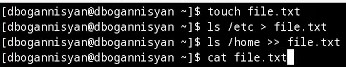 [dbogannisyan@dbogannisyan ~]$ touch file.txt
[dbogannisyan@dbogannisyan ~]$ ls /etc > file.txt
[dbogannisyan@dbogannisyan ~]$ ls /home >> file.txt
[dbogannisyan@dbogannisyan ~]$ cat file.txt